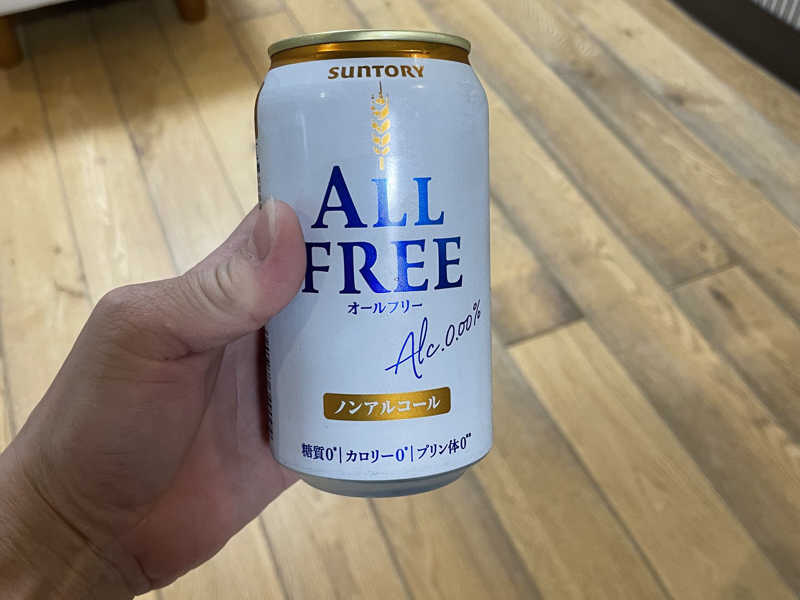 SUNTORY
ALL
FREE
オールフリー
Alc.0.00%
ノンアルコール
糖質0*|カロリー0*|プリン体0**